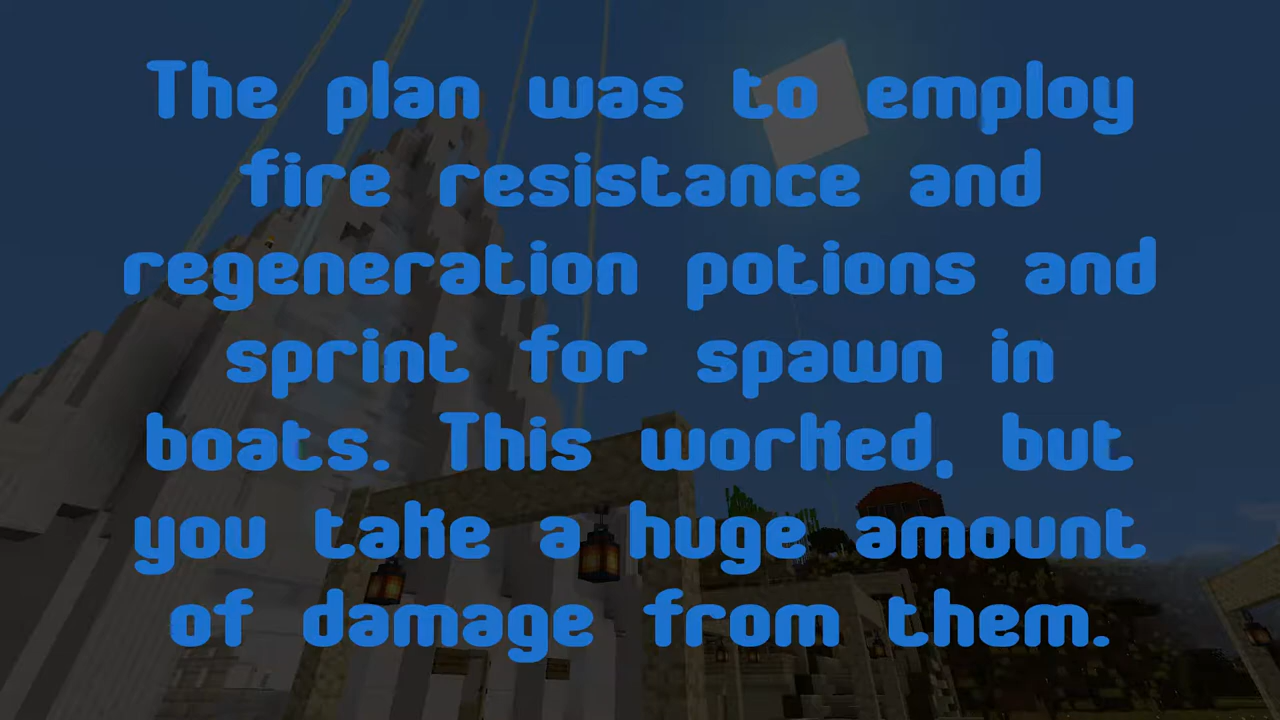 The plan was to employ
fire resistance and
regeneration potions and
sprint for spawn in
boats. This worked, but
you take a huge amount
of damage from them.